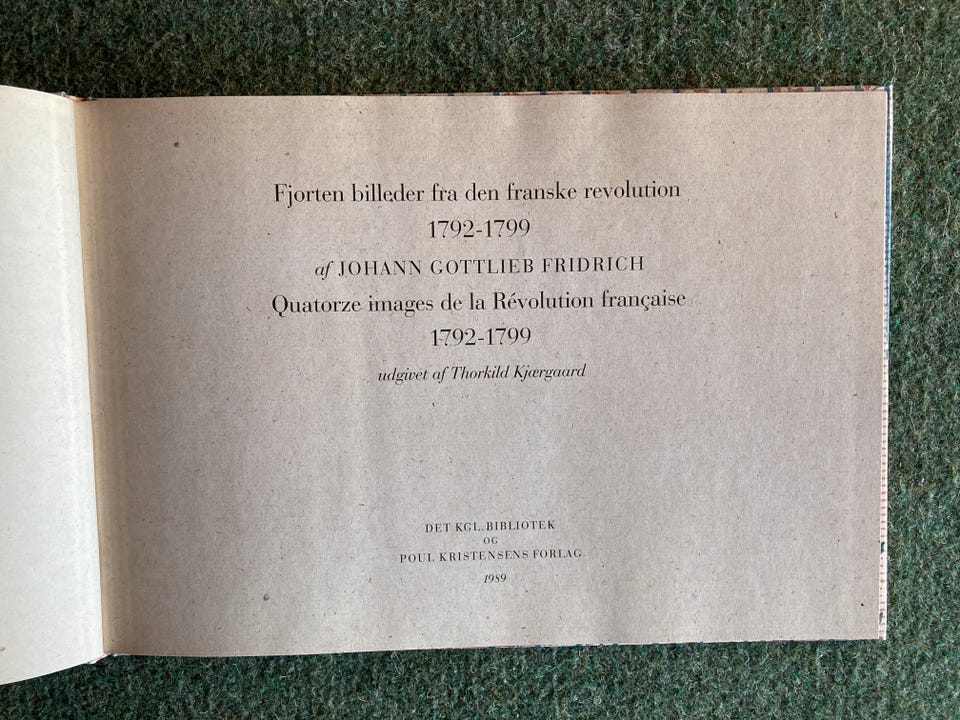 Fjorten billeder fra den franske revolution
1792-1799
af JOHANN GOTTLIEB FRIDRICH
Quatorze images de la Révolution française
1792-1799
udgivet af Thorkild Kjærgaard
DET KGL. BIBLIOTEK
OG
POUL KRISTENSENS FORLAG
1989